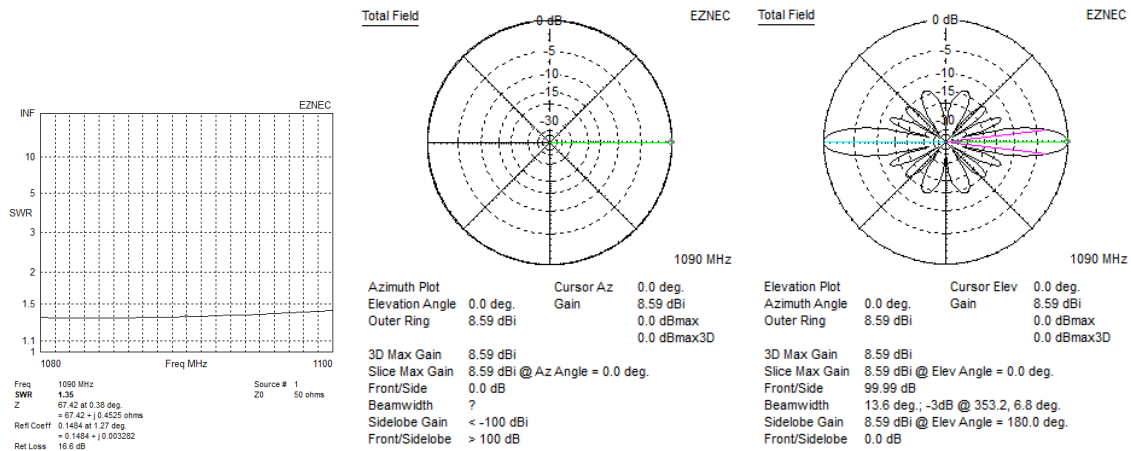 EZNEC
INF
10
5
SWR
3
2
1.5
1.1
1
1080 Freq MHz 1100
Freq 1090 MHz Source # 1
SWR 1.35 Z0 50 ohms
Z 67.42 at 0.38 deg.
= 67.42 + j 0.4525 ohms
Refl Coeff 0.1484 at 1.27 deg.
= 0.1484 + j 0.003282
Ret Loss 16.6 dB
Total Field 0 dB EZNEC
-5
-10
-15
-30
1090 MHz
Azimuth Plot Cursor Az 0.0 deg.
Elevation Angle 0.0 deg. Gain 8.59 dBi
Outer Ring 8.59 dBi 0.0 dBmax
0.0 dBmax3D
3D Max Gain 8.59 dBi
Slice Max Gain 8.59 dBi @ Az Angle = 0.0 deg.
Front/Side 0.0 dB
Beamwidth ?
Sidelobe Gain < -100 dBi
Front/Sidelobe > 100 dB
Total Field 0 dB EZNEC
-5
-10
-15
-30
1090 MHz
Elevation Plot Cursor Elev 0.0 deg.
Azimuth Angle 0.0 deg. Gain 8.59 dBi
Outer Ring 8.59 dBi 0.0 dBmax
0.0 dBmax3D
3D Max Gain 8.59 dBi
Slice Max Gain 8.59 dBi @ Elev Angle = 0.0 deg.
Front/Side 99.99 dB
Beamwidth 13.6 deg.; -3dB @ 353.2, 6.8 deg.
Sidelobe Gain 8.59 dBi @ Elev Angle = 180.0 deg.
Front/Sidelobe 0.0 dB